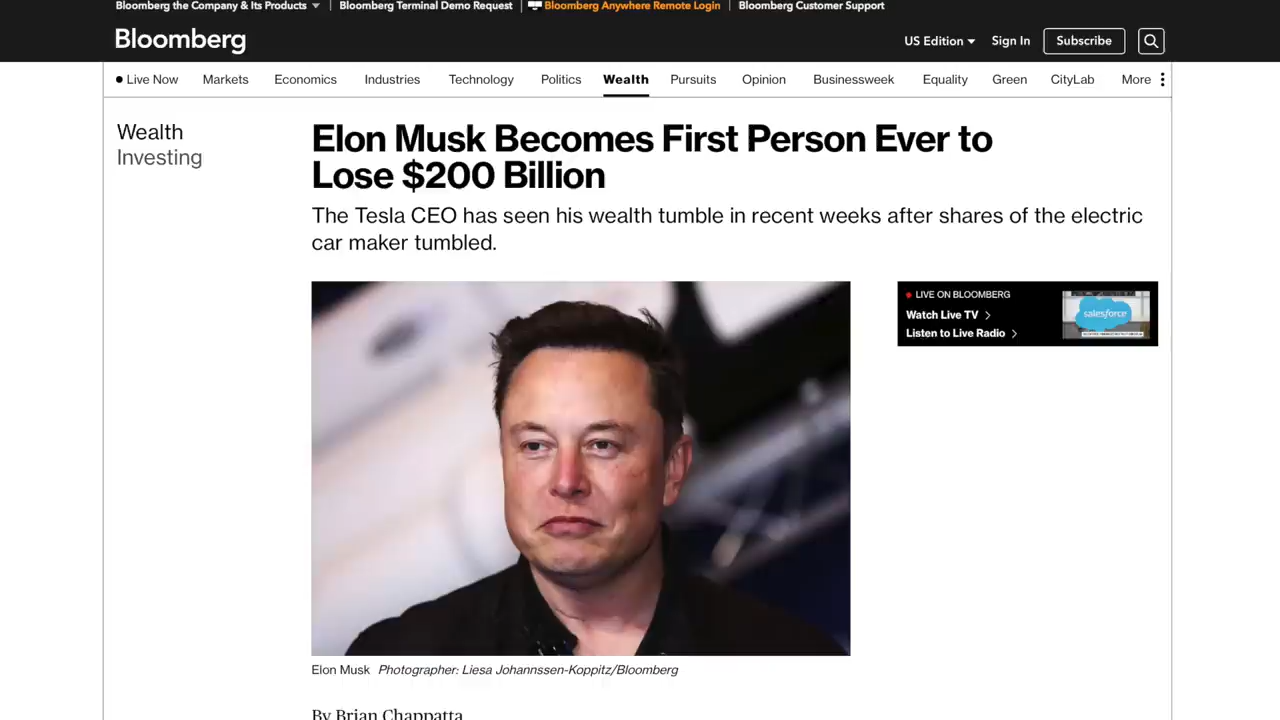 Bloomberg the Company & Its Products
Bloomberg Terminal Demo Request
Bloomberg Anywhere Remote Login
Bloomberg Customer Support
Bloomberg
US Edition
Sign In
Subscribe
Live Now
Markets
Economics
Industries
Technology
Politics
Wealth
Pursuits
Opinion
Businessweek
Equality
Green
CityLab
More
Wealth
Investing
Elon Musk Becomes First Person Ever to
Lose $200 Billion
The Tesla CEO has seen his wealth tumble in recent weeks after shares of the electric
car maker tumbled.
LIVE ON BLOOMBERG
Watch Live TV
Listen to Live Radio
salesforce
Elon Musk Photographer: Liesa Johannssen-Koppitz/Bloomberg
By Brian Chappatta